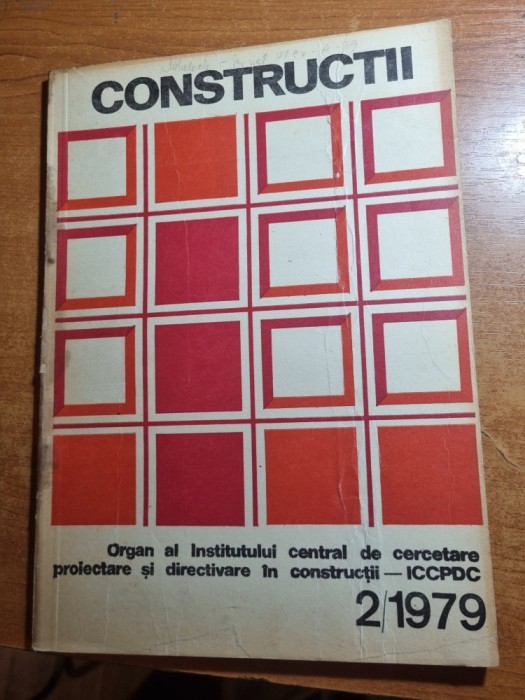 CONSTRUCTII
Organ al Institutului central de cercetare
proiectare și directivare în construcții — ICCPDC
2/1979